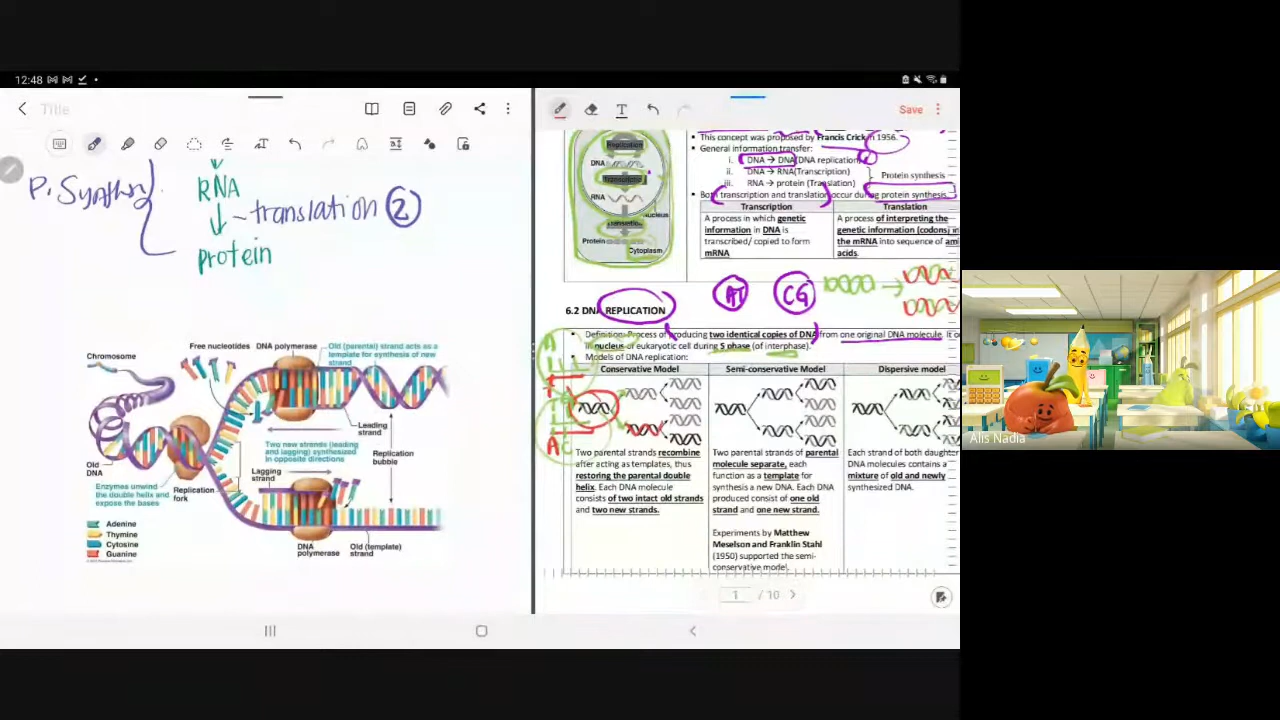 12:48
Title
Save
P. Synthn
RNA
translation 2
protein
Chromosome
Free nucleotides
DNA polymerase
Old (parental) strand acts as a
template for synthesis of new
strand
Leading
strand
Two new strands (leading
and lagging) synthesized
in opposite directions
Replication
bubble
Lagging
strand
Old
DNA
Enzymes unwind
the double helix and
expose the bases
Replication
fork
Adenine
Thymine
Cytosine
Guanine
DNA
polymerase
Old (template)
strand
Replication
DNA
RNA
Nucleus
Protein
Cytoplasm
• This concept was proposed by Francis Crick in 1956.
• General information transfer:
i. DNA → DNA(DNA replication)
ii. DNA → RNA(Transcription)
iii. RNA → protein (Translation)
Protein synthesis
• Both transcription and translation occur during protein synthesis
Transcription
Translation
A process in which genetic
information in DNA is
transcribed/ copied to form
mRNA
A process of interpreting the
genetic information (codons) in
the mRNA into sequence of am
acids.
AT
CG
6.2 DNA REPLICATION
• Definition: Process of producing two identical copies of DNA from one original DNA molecule. It o
in nucleus of eukaryotic cell during S phase (of interphase).
• Models of DNA replication:
Conservative Model
Semi-conservative Model
Dispersive model
Two parental strands recombine
after acting as templates, thus
restoring the parental double
helix. Each DNA molecule
consists of two intact old strands
and two new strands.
Two parental strands of parental
molecule separate, each
function as a template for
synthesis a new DNA. Each DNA
produced consist of one old
strand and one new strand.
Experiments by Matthew
Meselson and Franklin Stahl
(1950) supported the semi-
conservative model.
Each strand of both daughter
DNA molecules contains a
mixture of old and newly
synthesized DNA.
1 / 10
Alis Nadia